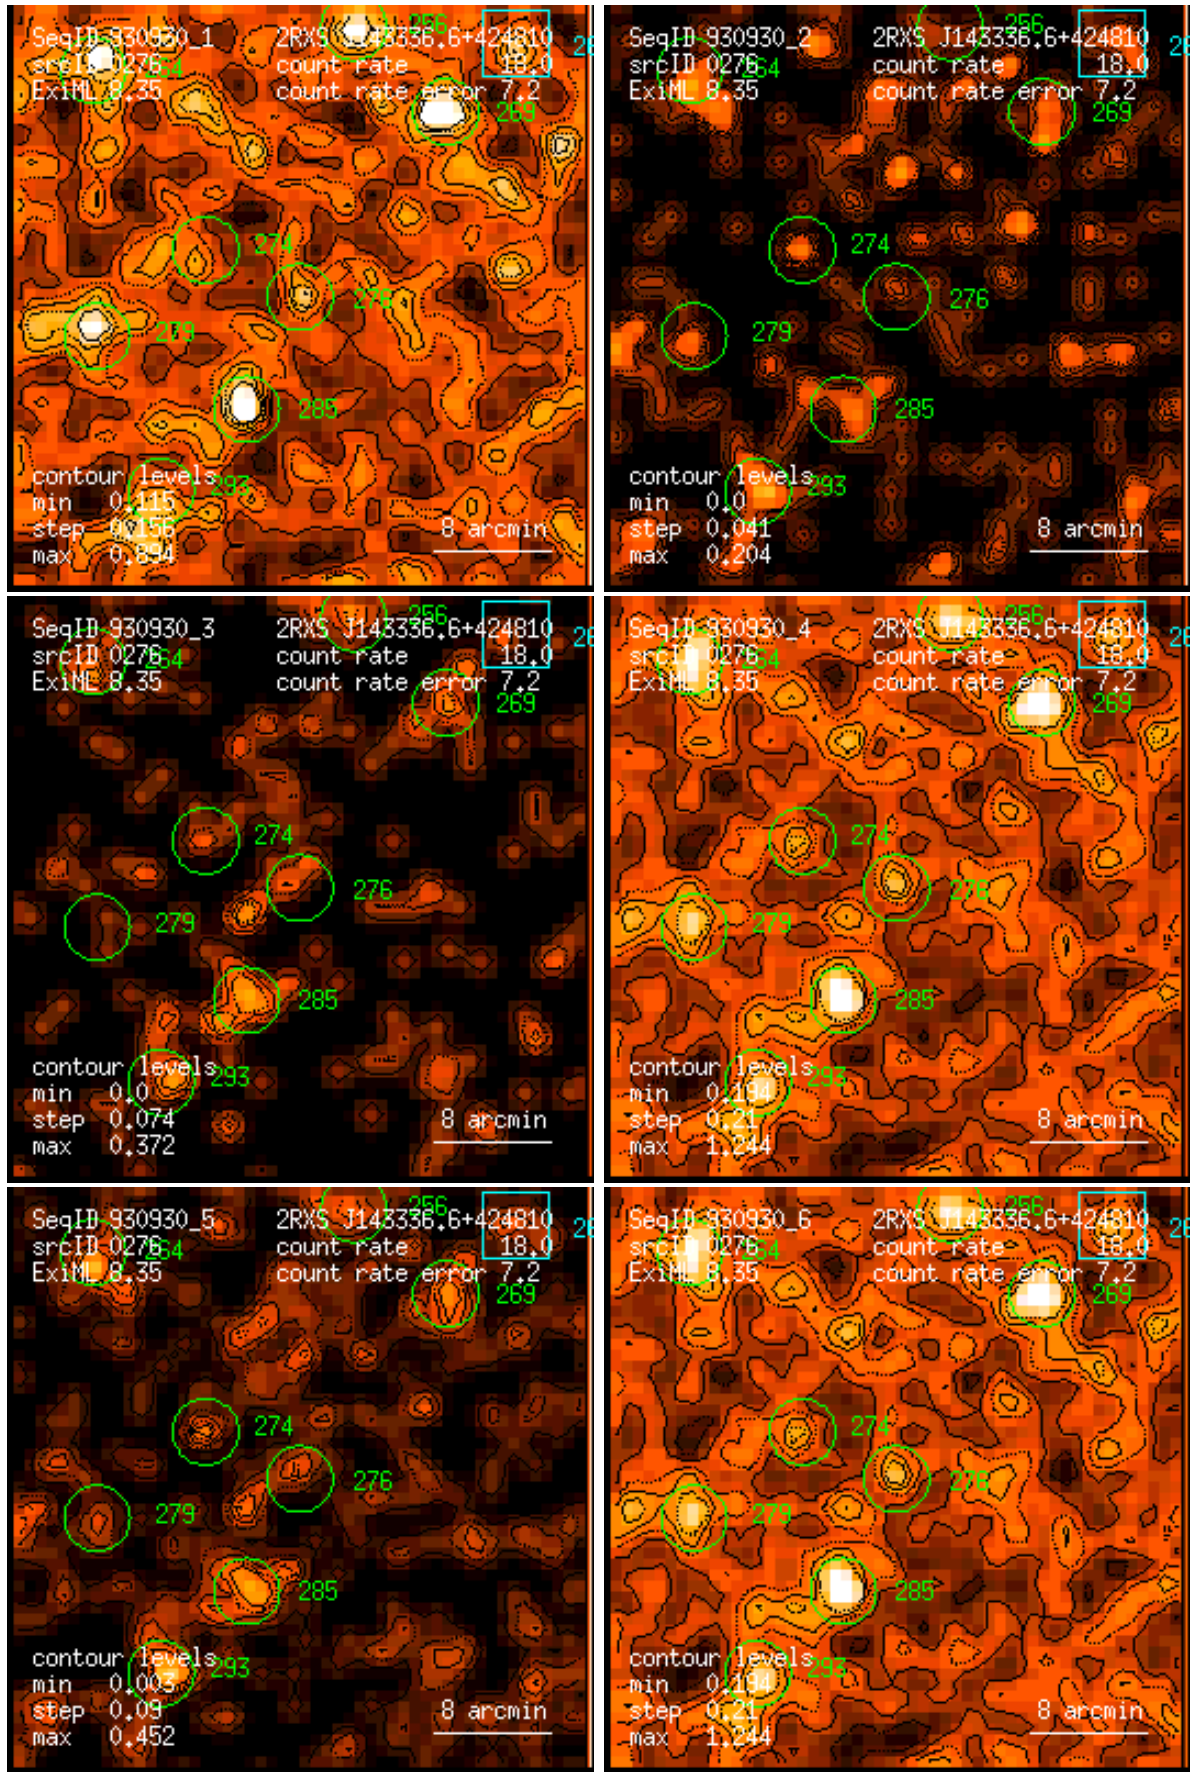 256
SeqID 930930_1 2RXS J143336.6+424810
srcID 0276 264 count rate 18.0 26
ExiML 8.35 count rate error 7.2
269
274
276
279
285
contour levels 293
min 0.115
step 0.156 8 arcmin
max 0.894
256
SeqID 930930_2 2RXS J143336.6+424810
srcID 0276 264 count rate 18.0 26
ExiML 8.35 count rate error 7.2
269
274
276
279
285
contour levels 293
min 0.0
step 0.041 8 arcmin
max 0.204
256
SeqID 930930_3 2RXS J143336.6+424810
srcID 0276 264 count rate 18.0 26
ExiML 8.35 count rate error 7.2
269
274
276
279
285
contour levels 293
min 0.0
step 0.074 8 arcmin
max 0.372
256
SeqID 930930_4 2RXS J143336.6+424810
srcID 0276 264 count rate 18.0 26
ExiML 8.35 count rate error 7.2
269
274
276
279
285
contour levels 293
min 0.194
step 0.21 8 arcmin
max 1.244
256
SeqID 930930_5 2RXS J143336.6+424810
srcID 0276 264 count rate 18.0 26
ExiML 8.35 count rate error 7.2
269
274
276
279
285
contour levels 293
min 0.003
step 0.09 8 arcmin
max 0.452
256
SeqID 930930_6 2RXS J143336.6+424810
srcID 0276 264 count rate 18.0 26
ExiML 8.35 count rate error 7.2
269
274
276
279
285
contour levels 293
min 0.194
step 0.21 8 arcmin
max 1.244